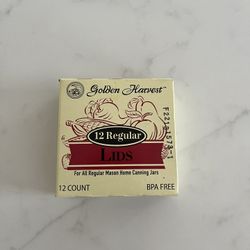 Golden Harvest
12 Regular
LIDS
For All Regular Mason Home Canning Jars
12 COUNT
BPA FREE